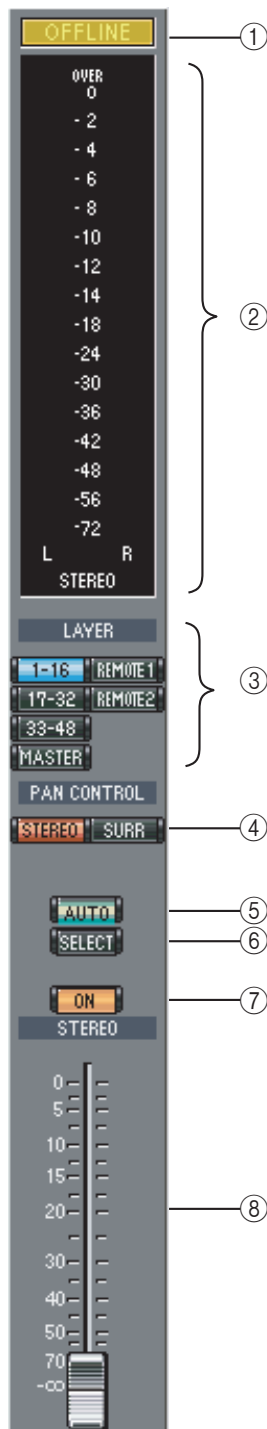 OFFLINE
①
OVER
0
- 2
- 4
- 6
- 8
-10
-12
-14
②
-18
-24
-30
-36
-42
-48
-56
-72
L R
STEREO
LAYER
1-16 REMOTE1
③
17-32 REMOTE2
33-48
MASTER
PAN CONTROL
STEREO SURR
④
AUTO
⑤
SELECT
⑥
ON
⑦
STEREO
0
5
10
15
20
⑧
30
40
50
70
-∞